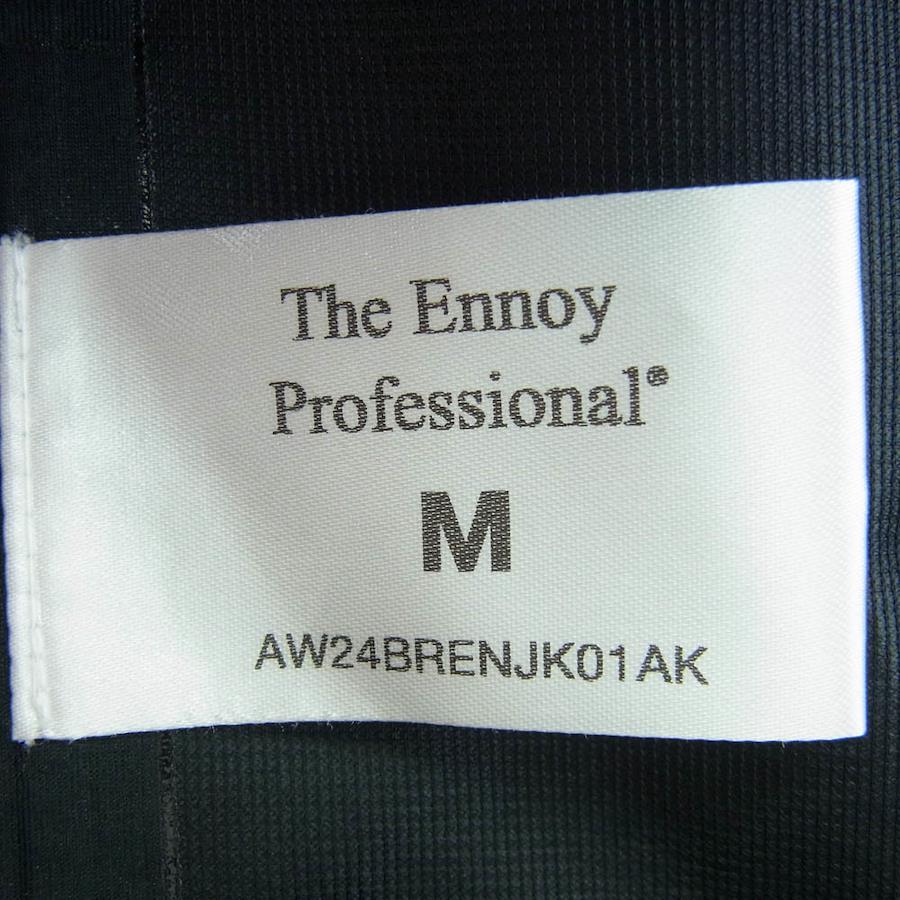 The Ennoy
Professional®
M
AW24BRENJK01AK